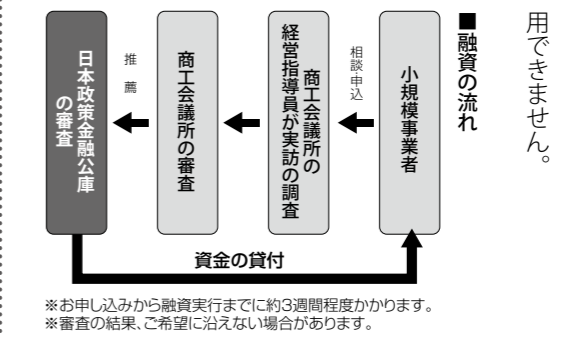 用できません。
■融資の流れ
小規模事業者
相談・申込
商工会議所の
経営指導員が実訪の調査
商工会議所の審査
推薦
日本政策金融公庫
の審査
資金の貸付
※お申し込みから融資実行までに約3週間程度かかります。
※審査の結果、ご希望に沿えない場合があります。